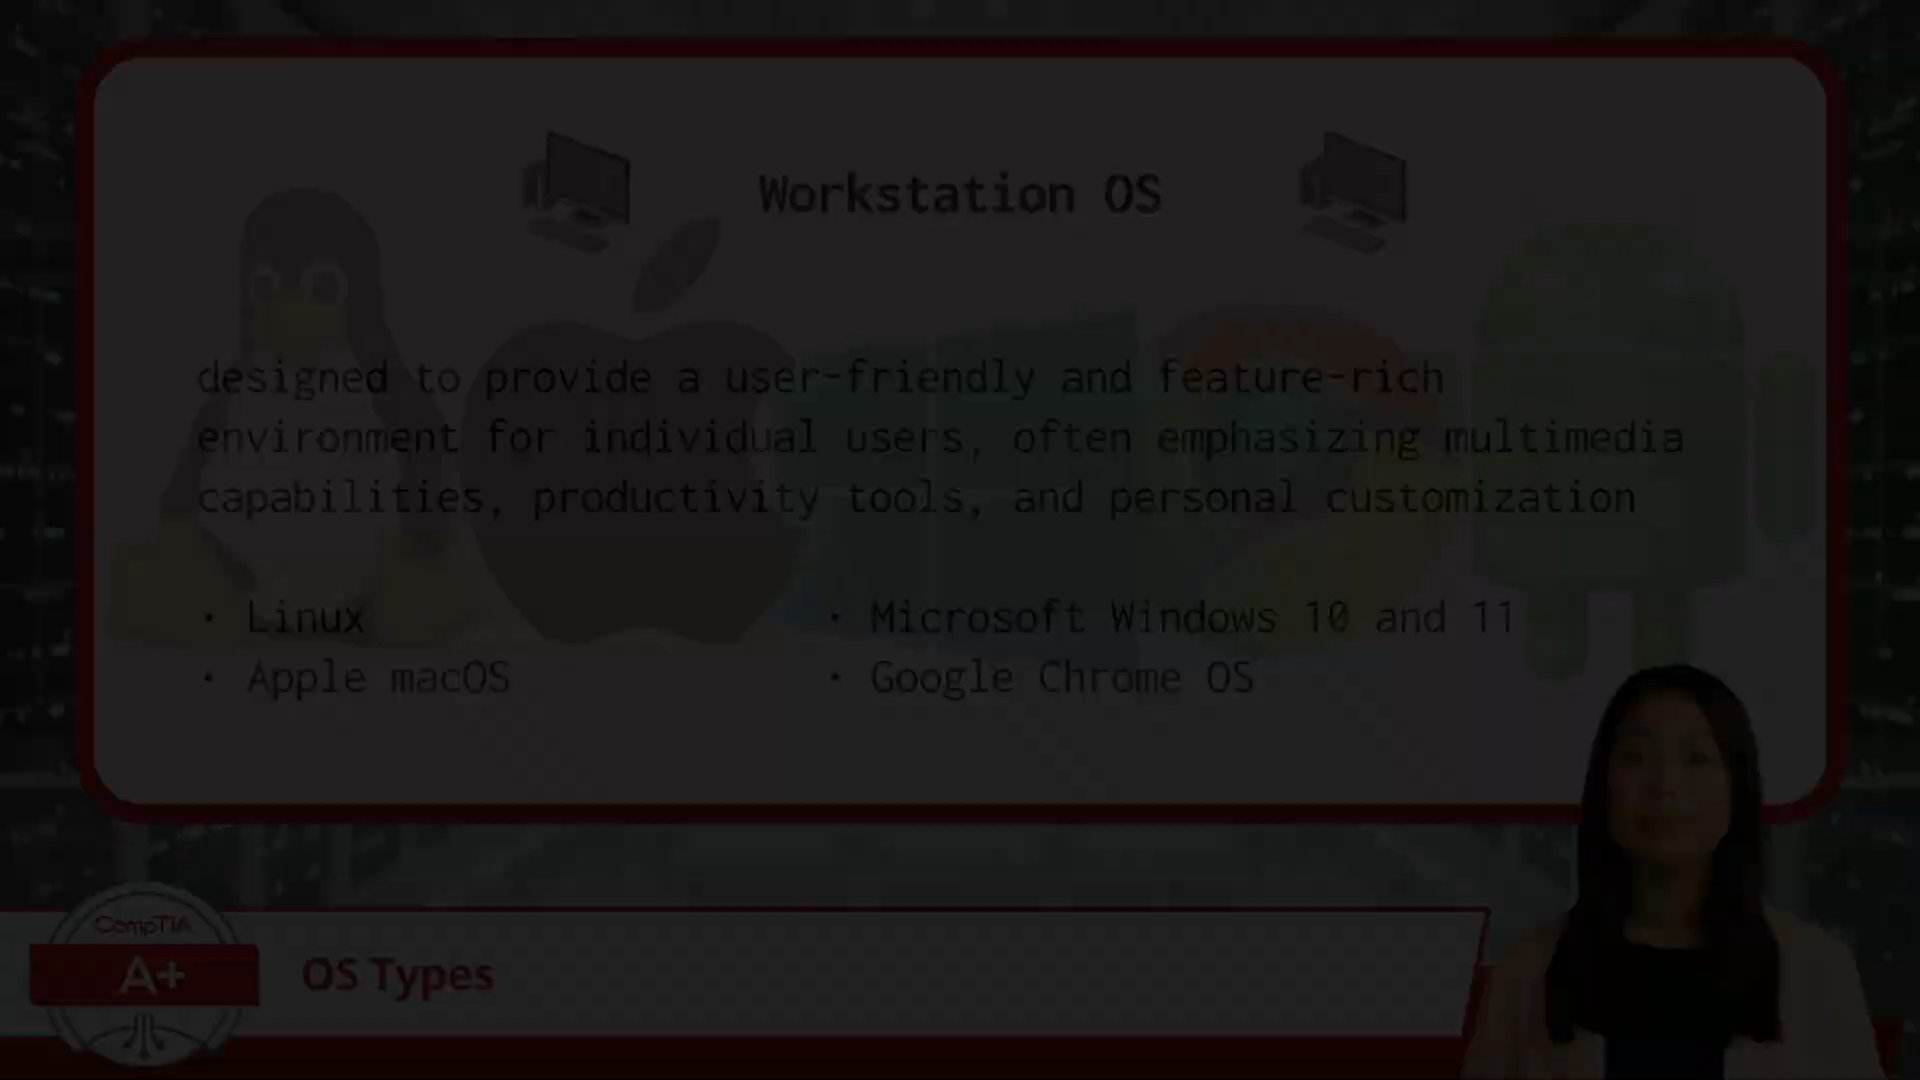 Workstation OS
designed to provide a user-friendly and feature-rich
environment for individual users, often emphasizing multimedia
capabilities, productivity tools, and personal customization
· Linux
· Apple macOS
· Microsoft Windows 10 and 11
· Google Chrome OS
CompTIA
A+
OS Types